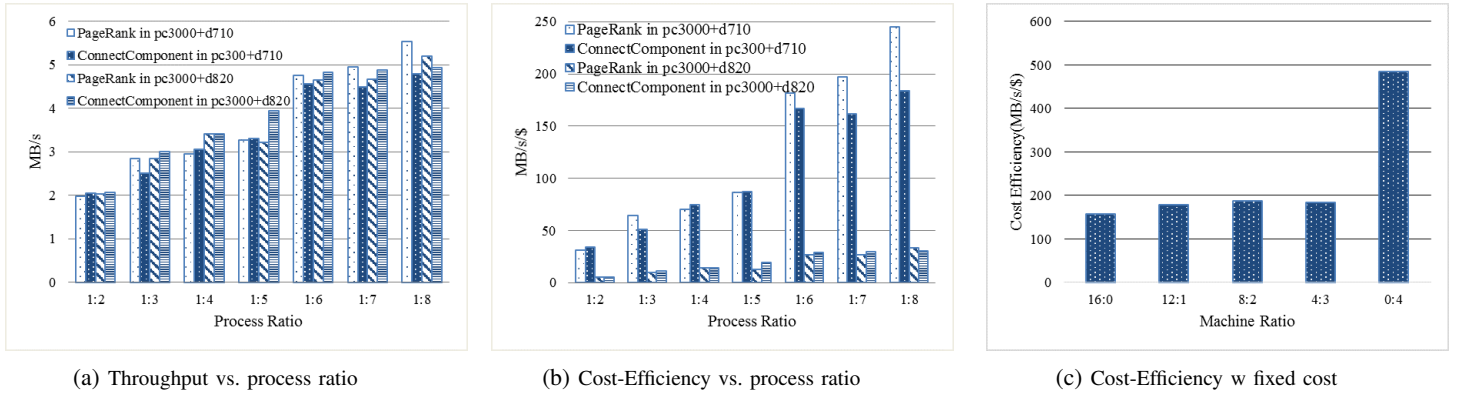 6
5
4
3
2
1
0
MB/s
PageRank in pc3000+d710
ConnectComponent in pc300+d710
PageRank in pc3000+d820
ConnectComponent in pc3000+d820
1:2 1:3 1:4 1:5 1:6 1:7 1:8
Process Ratio
(a) Throughput vs. process ratio
250
200
150
100
50
0
MB/s/$
PageRank in pc3000+d710
ConnectComponent in pc300+d710
PageRank in pc3000+d820
ConnectComponent in pc3000+d820
1:2 1:3 1:4 1:5 1:6 1:7 1:8
Process Ratio
(b) Cost-Efficiency vs. process ratio
600
500
400
300
200
100
0
Cost Efficiency(MB/s/$)
16:0 12:1 8:2 4:3 0:4
Machine Ratio
(c) Cost-Efficiency w fixed cost